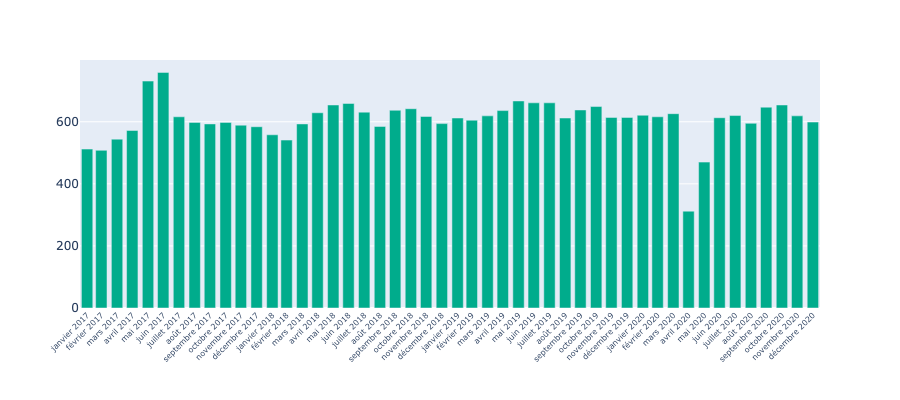 600
400
200
0
janvier 2017
février 2017
mars 2017
avril 2017
mai 2017
juin 2017
juillet 2017
août 2017
septembre 2017
octobre 2017
novembre 2017
décembre 2017
janvier 2018
février 2018
mars 2018
avril 2018
mai 2018
juin 2018
juillet 2018
août 2018
septembre 2018
octobre 2018
novembre 2018
décembre 2018
janvier 2019
février 2019
mars 2019
avril 2019
mai 2019
juin 2019
juillet 2019
août 2019
septembre 2019
octobre 2019
novembre 2019
décembre 2019
janvier 2020
février 2020
mars 2020
avril 2020
mai 2020
juin 2020
juillet 2020
août 2020
septembre 2020
octobre 2020
novembre 2020
décembre 2020